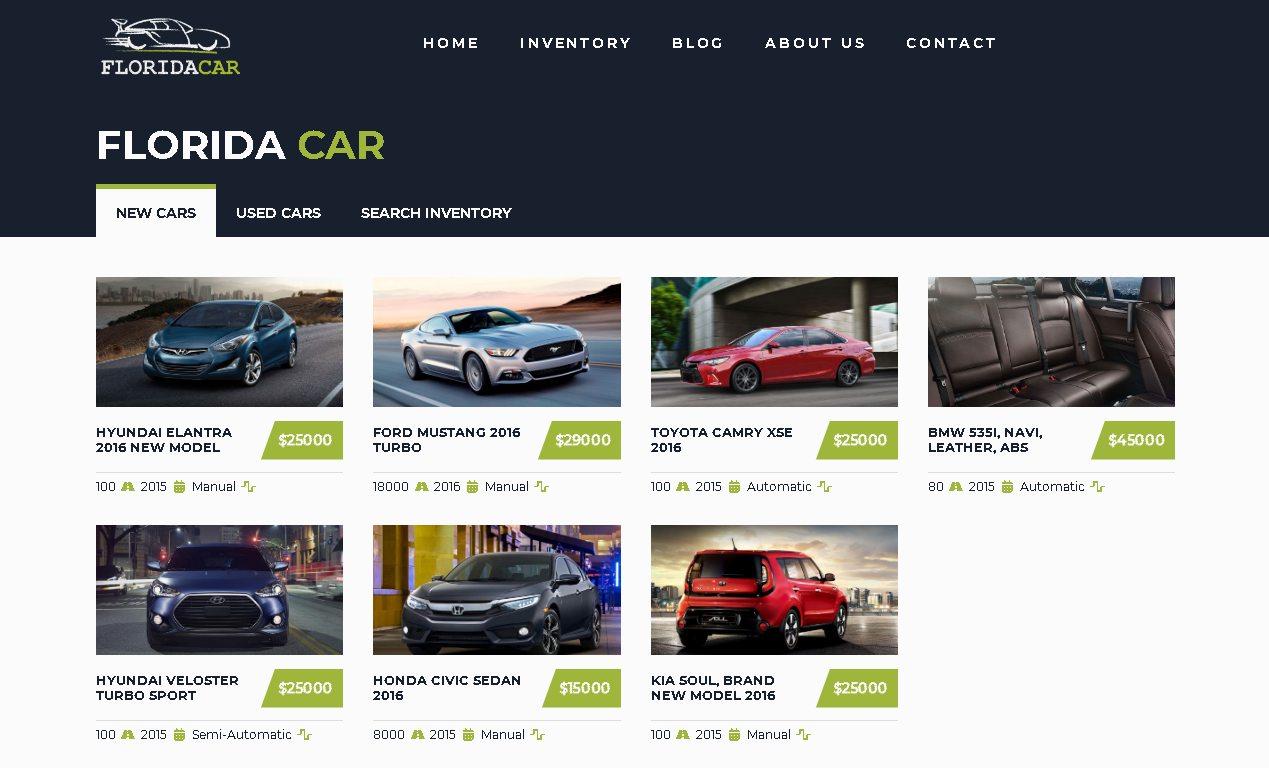 FLORIDACAR
HOME INVENTORY BLOG ABOUT US CONTACT
FLORIDA CAR
NEW CARS USED CARS SEARCH INVENTORY
HYUNDAI ELANTRA
2016 NEW MODEL
$25000
100 2015 Manual
FORD MUSTANG 2016
TURBO
$29000
18000 2016 Manual
TOYOTA CAMRY XSE
2016
$25000
100 2015 Automatic
BMW 535I, NAVI,
LEATHER, ABS
$45000
80 2015 Automatic
HYUNDAI VELOSTER
TURBO SPORT
$25000
100 2015 Semi-Automatic
HONDA CIVIC SEDAN
2016
$15000
8000 2015 Manual
KIA SOUL, BRAND
NEW MODEL 2016
$25000
100 2015 Manual